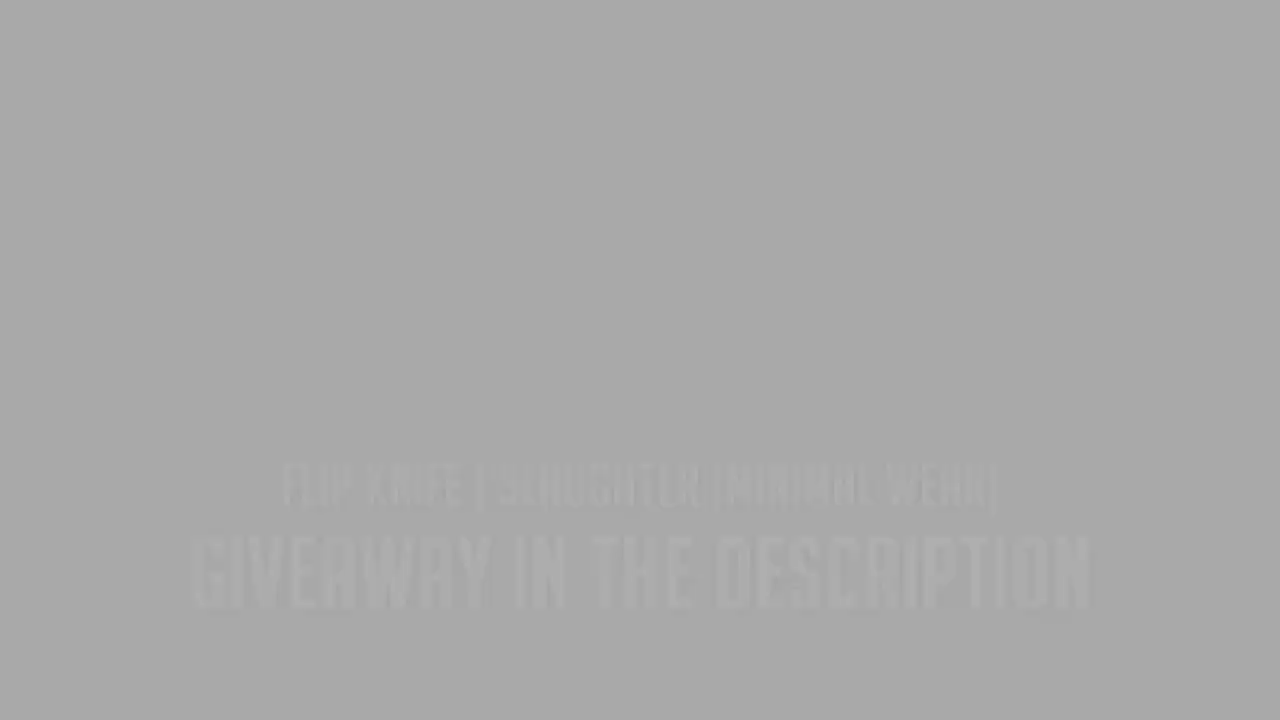 FLIP KNIFE | SLAUGHTER (MINIMAL WEAR)
GIVEAWAY IN THE DESCRIPTION